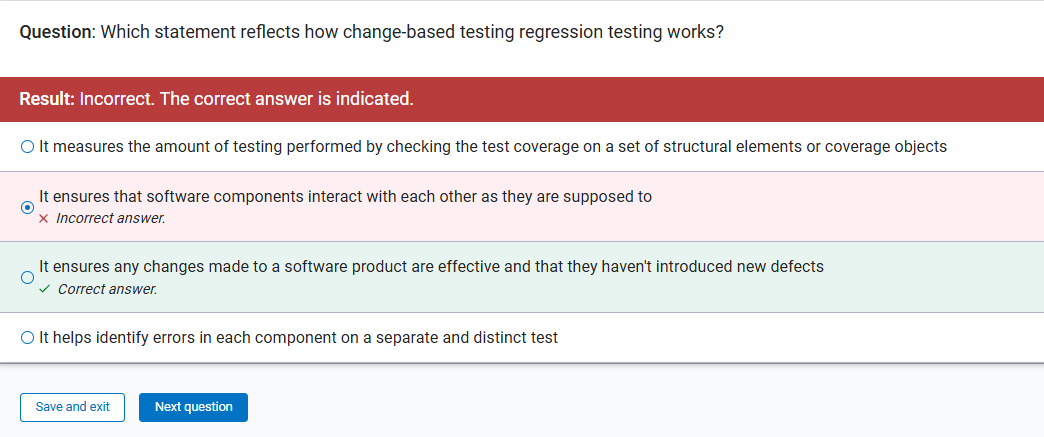 Question: Which statement reflects how change-based testing regression testing works?
Result: Incorrect. The correct answer is indicated.
It measures the amount of testing performed by checking the test coverage on a set of structural elements or coverage objects
It ensures that software components interact with each other as they are supposed to
Incorrect answer.
It ensures any changes made to a software product are effective and that they haven't introduced new defects
Correct answer.
It helps identify errors in each component on a separate and distinct test
Save and exit Next question